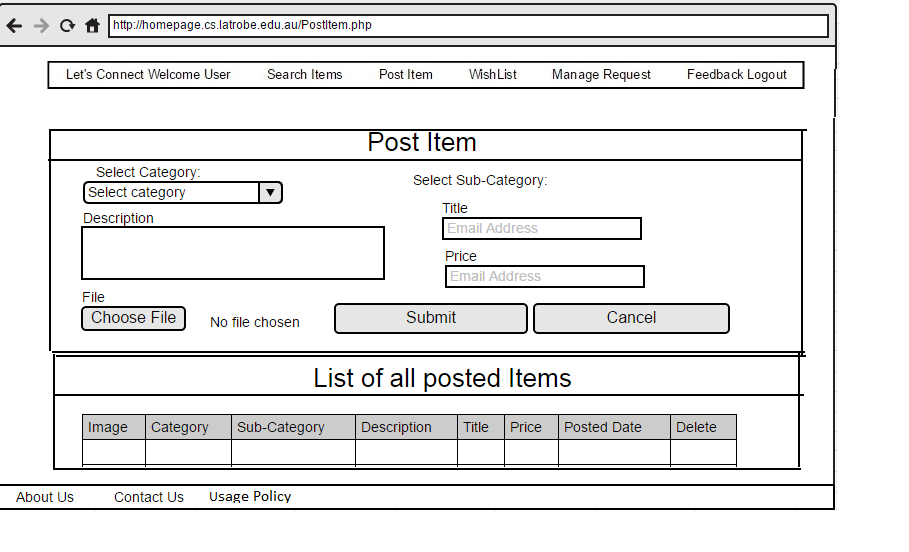 http://homepage.cs.latrobe.edu.au/PostItem.php
Let's Connect Welcome User Search Items Post Item WishList Manage Request Feedback Logout
Post Item
Select Category:
Select category
Select Sub-Category:
Title
Email Address
Description
Price
Email Address
File
Choose File No file chosen Submit Cancel
List of all posted Items
Image Category Sub-Category Description Title Price Posted Date Delete
About Us Contact Us Usage Policy